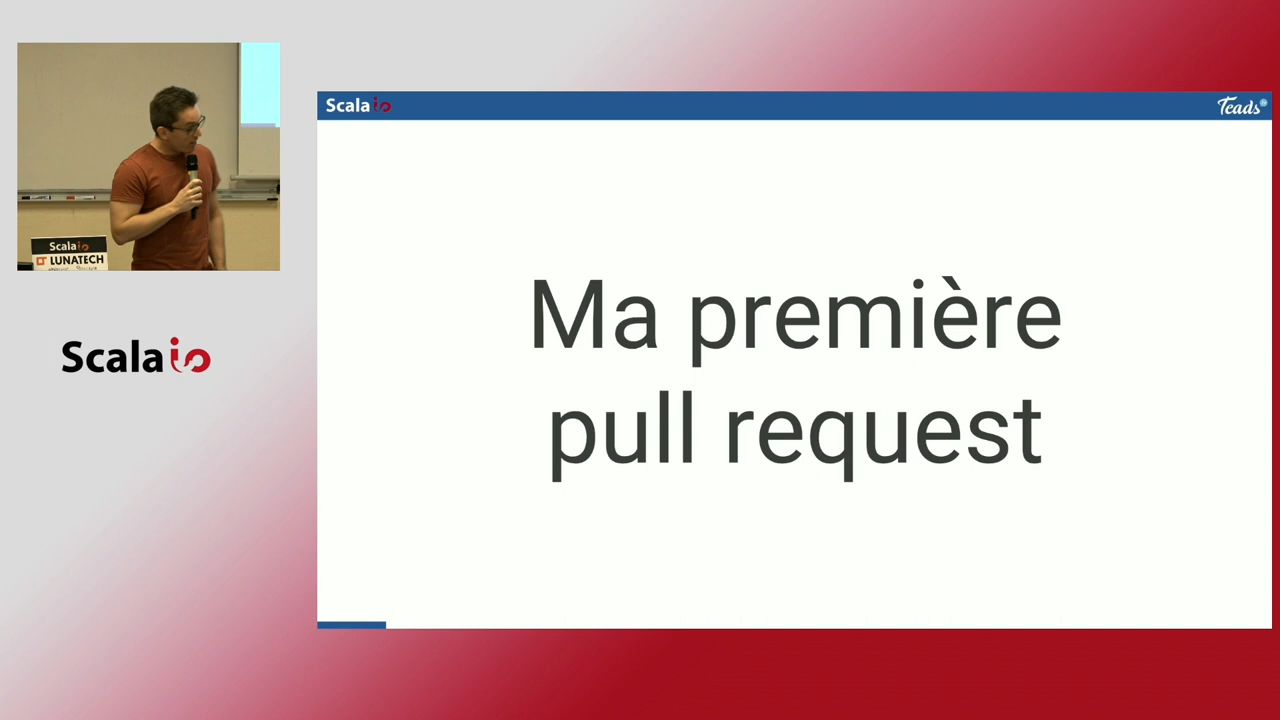 Scala io
LUNATECH
Scala io
Scala io
Teads
Ma première
pull request